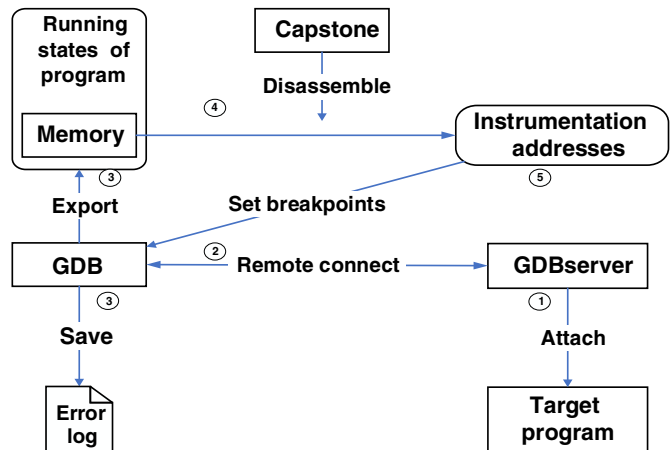 Running
states of
program
Memory
Capstone
Disassemble
4
Instrumentation
addresses
3
5
Export
Set breakpoints
2
GDB
Remote connect
GDBserver
3
1
Save
Attach
Error
log
Target
program